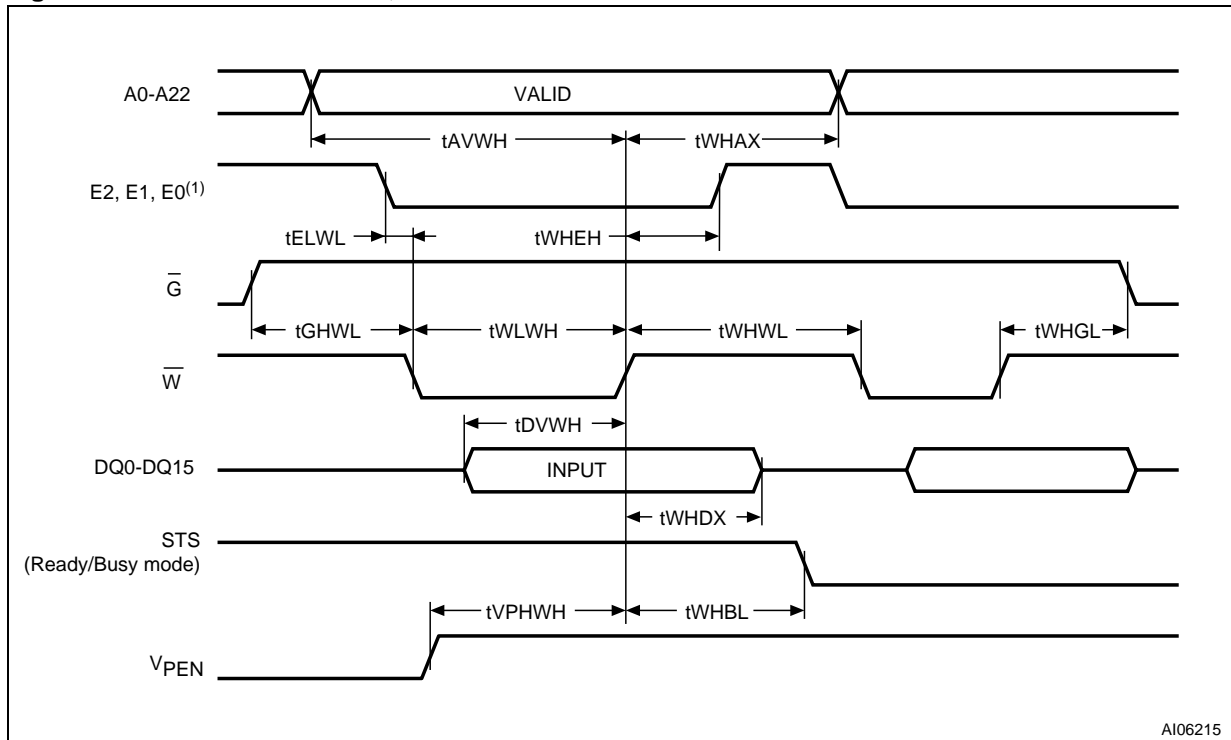 A0-A22
VALID
tAVWH
tWHAX
E2, E1, E0(1)
tELWL
tWHEH
G
tGHWL
tWLWH
tWHWL
tWHGL
W
tDVWH
DQ0-DQ15
INPUT
tWHDX
STS
(Ready/Busy mode)
tVPHWH
tWHBL
VPEN
AI06215